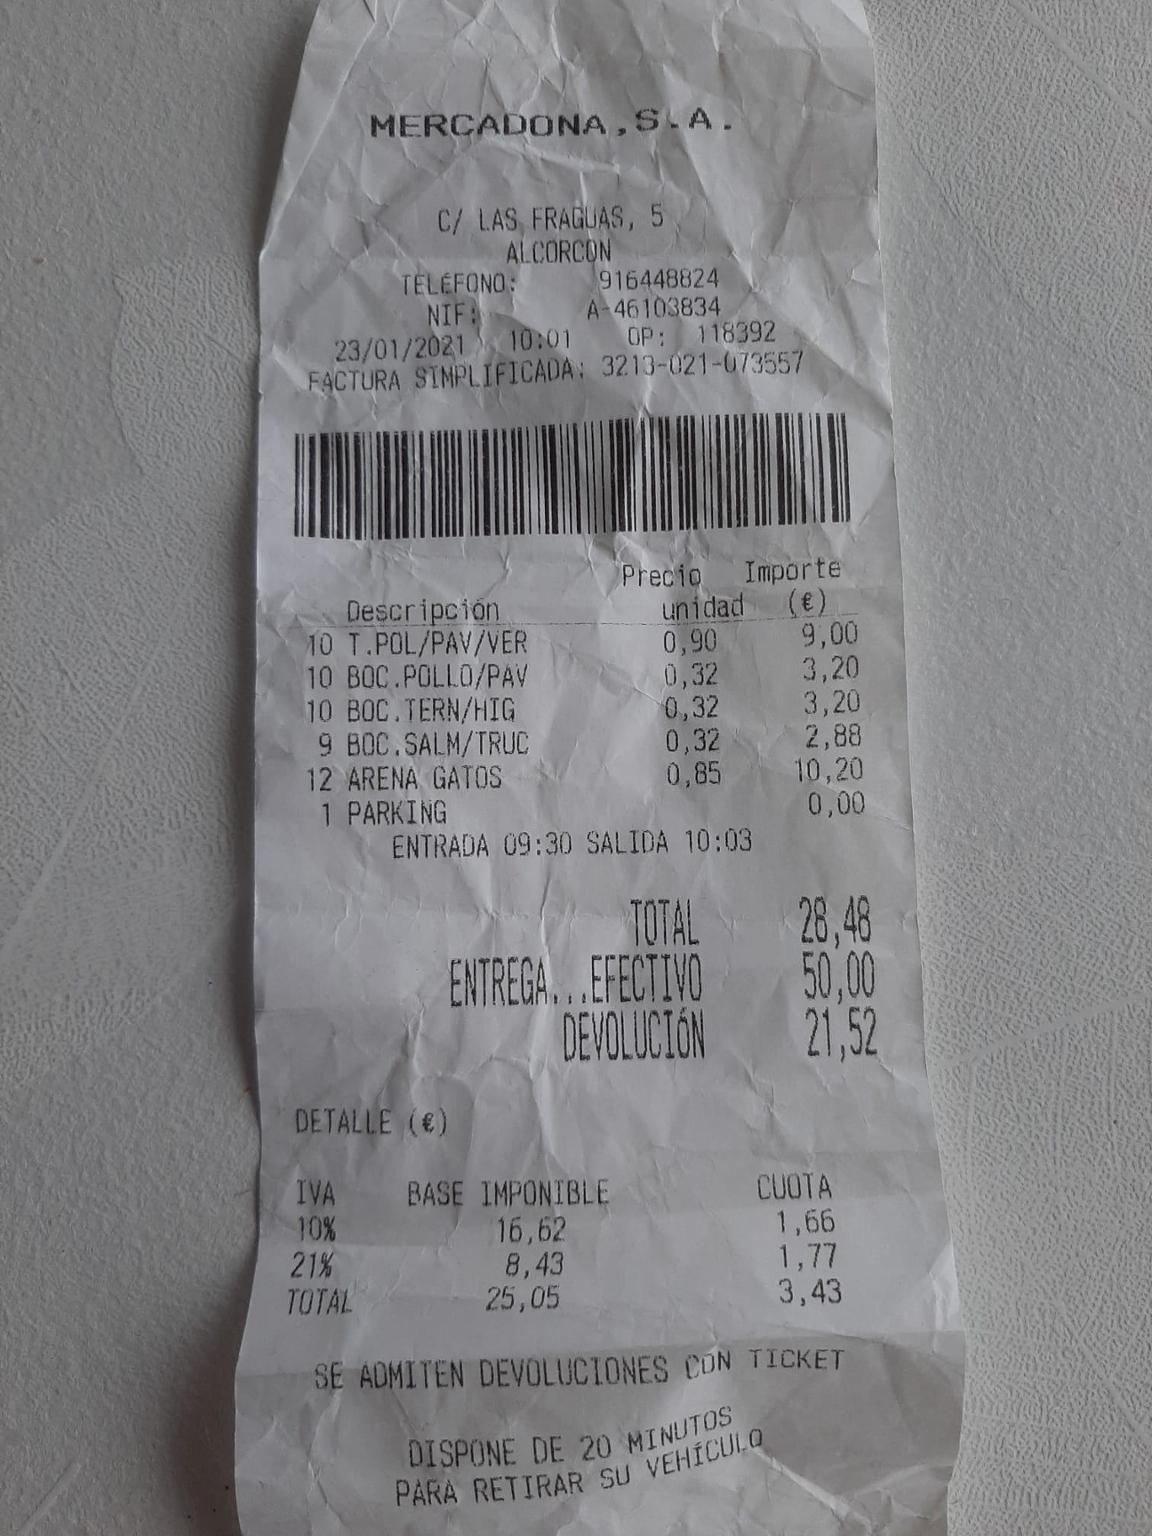 MERCADONA,S.A.
C/ LAS FRAGUAS, 5
ALCORCON
TELÉFONO: 916448824
NIF: A-46103834
23/01/2021 10:01 OP: 118392
FACTURA SIMPLIFICADA: 3213-021-073557
Precio Importe
Descripción unidad (€)
10 T.POL/PAV/VER 0,90 9,00
10 BOC.POLLO/PAV 0,32 3,20
10 BOC.TERN/HIG 0,32 3,20
9 BOC.SALM/TRUC 0,32 2,88
12 ARENA GATOS 0,85 10,20
1 PARKING 0,00
ENTRADA 09:30 SALIDA 10:03
TOTAL 28,48
ENTREGA...EFECTIVO 50,00
DEVOLUCIÓN 21,52
DETALLE (€)
IVA BASE IMPONIBLE CUOTA
10% 16,62 1,66
21% 8,43 1,77
TOTAL 25,05 3,43
SE ADMITEN DEVOLUCIONES CON TICKET
DISPONE DE 20 MINUTOS
PARA RETIRAR SU VEHÍCULO